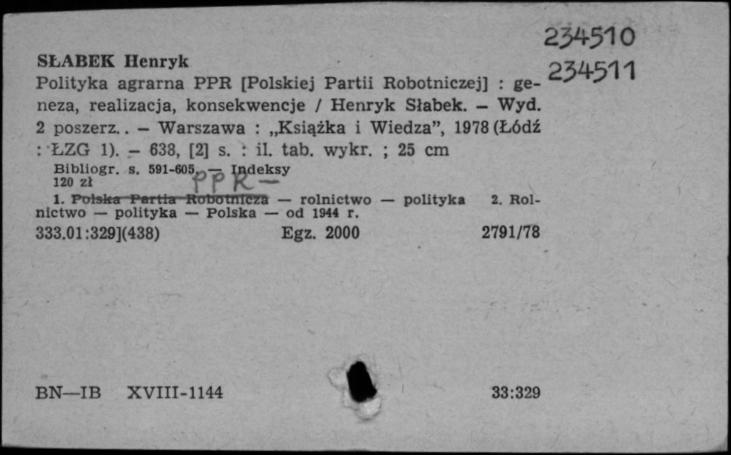 234510
SŁABEK Henryk
234511
Polityka agrarna PPR [Polskiej Partii Robotniczej] : ge-
neza, realizacja, konsekwencje / Henryk Słabek. — Wyd.
2 poszerz.. — Warszawa : „Książka i Wiedza”, 1978 (Łódź
: ŁZG 1). — 638, [2] s. : il. tab. wykr. ; 25 cm
Bibliogr. s. 591-605. — Indeksy
120 zł
PPR —
1. Polska Partia Robotnicza — rolnictwo — polityka 2. Rol-
nictwo — polityka — Polska — od 1944 r.
333.01:329](438) Egz. 2000 2791/78
BN—IB XVIII-1144 33:329